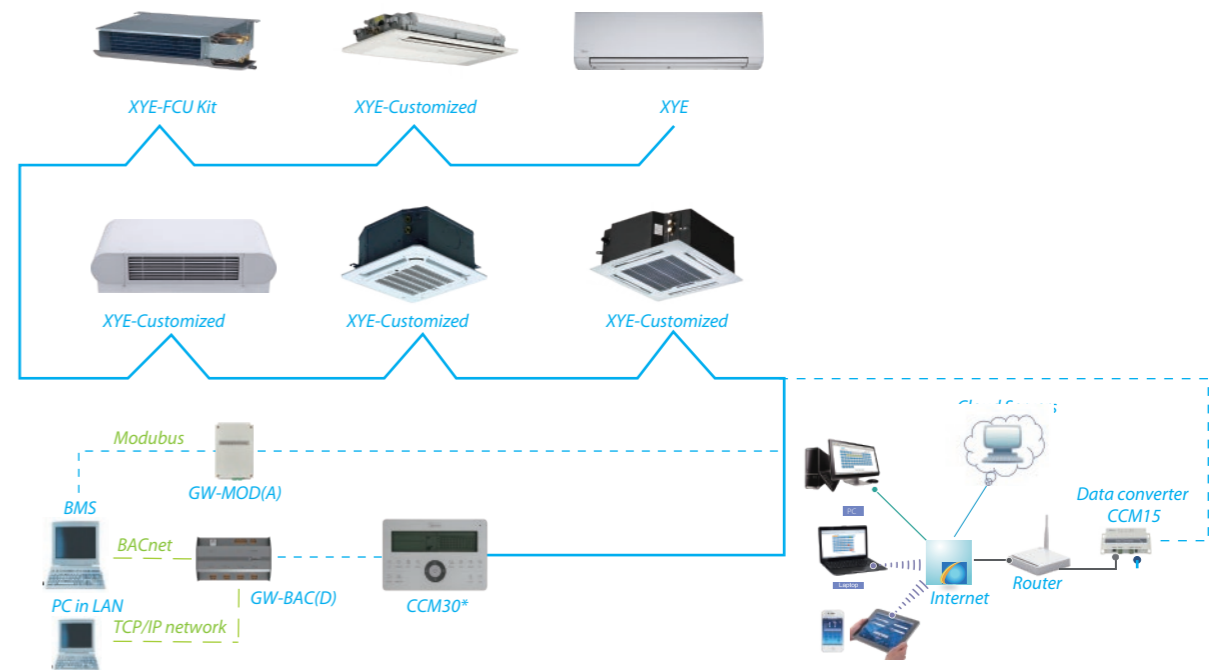 XYE-FCU Kit
XYE-Customized
XYE
XYE-Customized
XYE-Customized
XYE-Customized
Modubus
GW-MOD(A)
BMS
BACnet
GW-BAC(D)
CCM30*
PC in LAN
TCP/IP network
PC
Laptop
Internet
Router
Data converter
CCM15